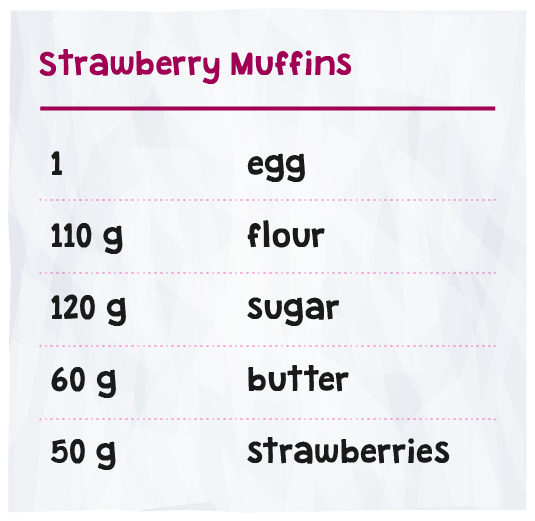 Strawberry Muffins
1 egg
110 g flour
120 g sugar
60 g butter
50 g strawberries